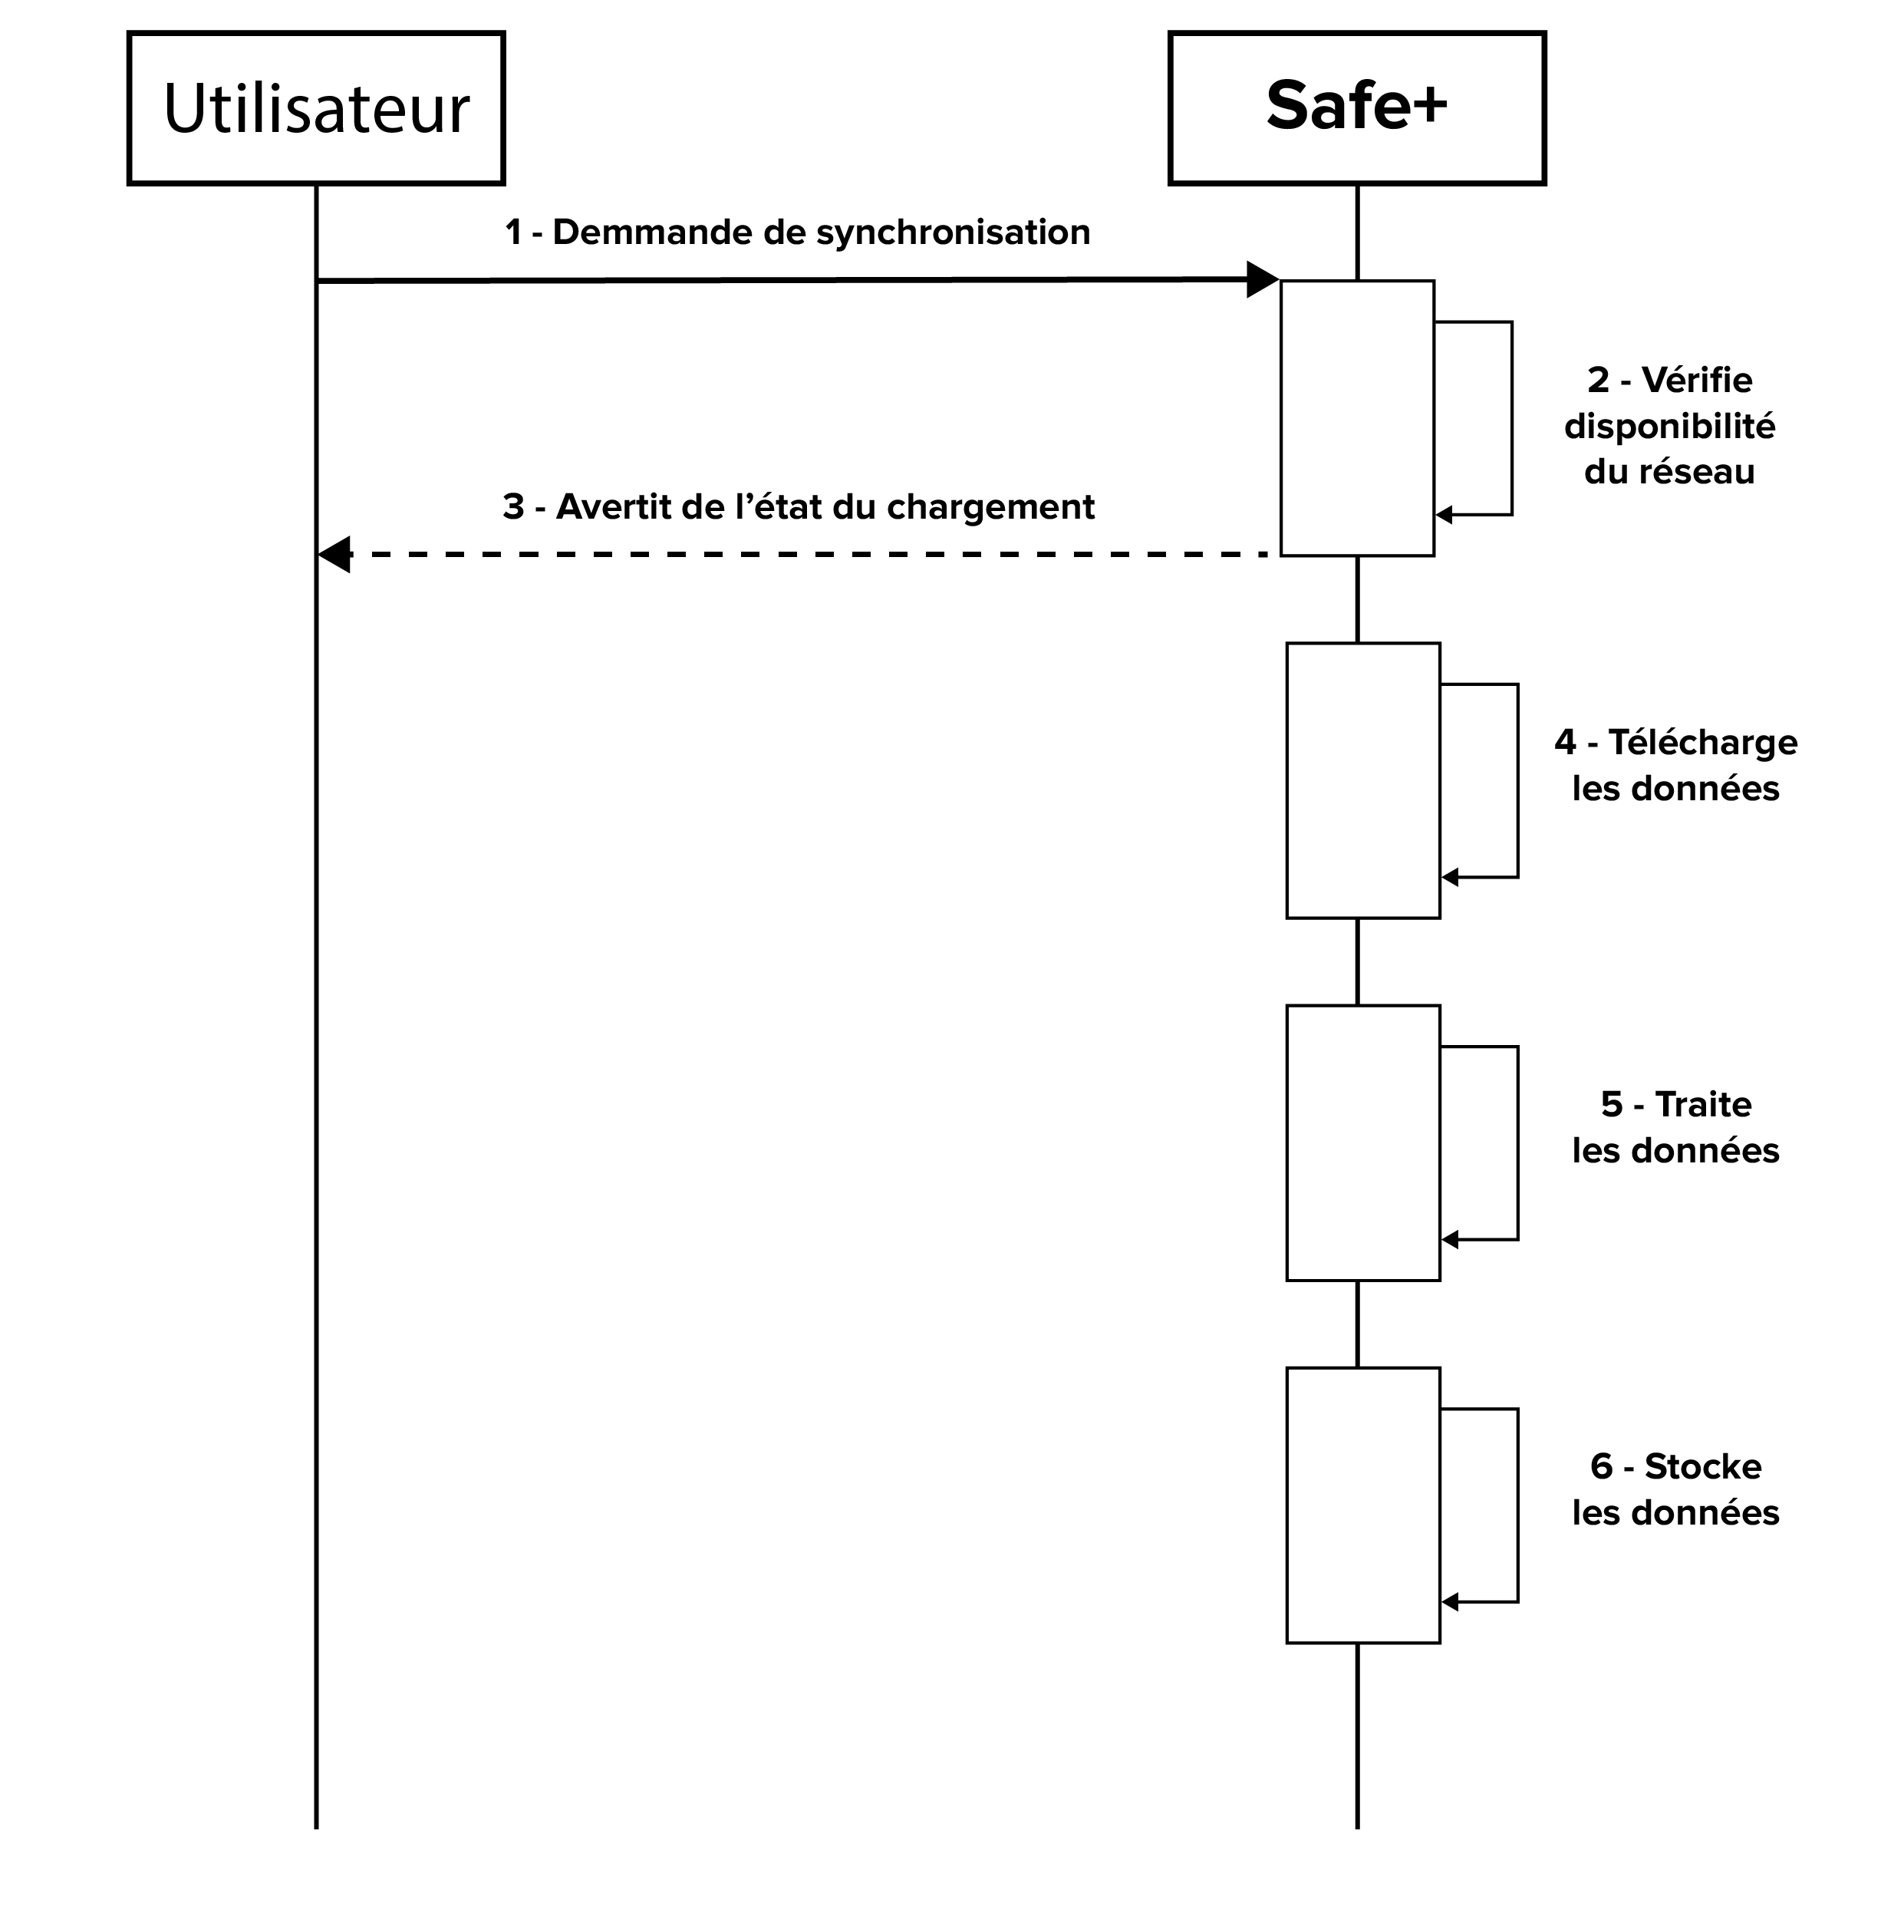 Utilisateur
Safe+
1 - Demmande de synchronisation
2 - Vérifie
disponibilité
du réseau
3 - Avertit de l’état du chargement
4 - Télécharge
les données
5 - Traite
les données
6 - Stocke
les données